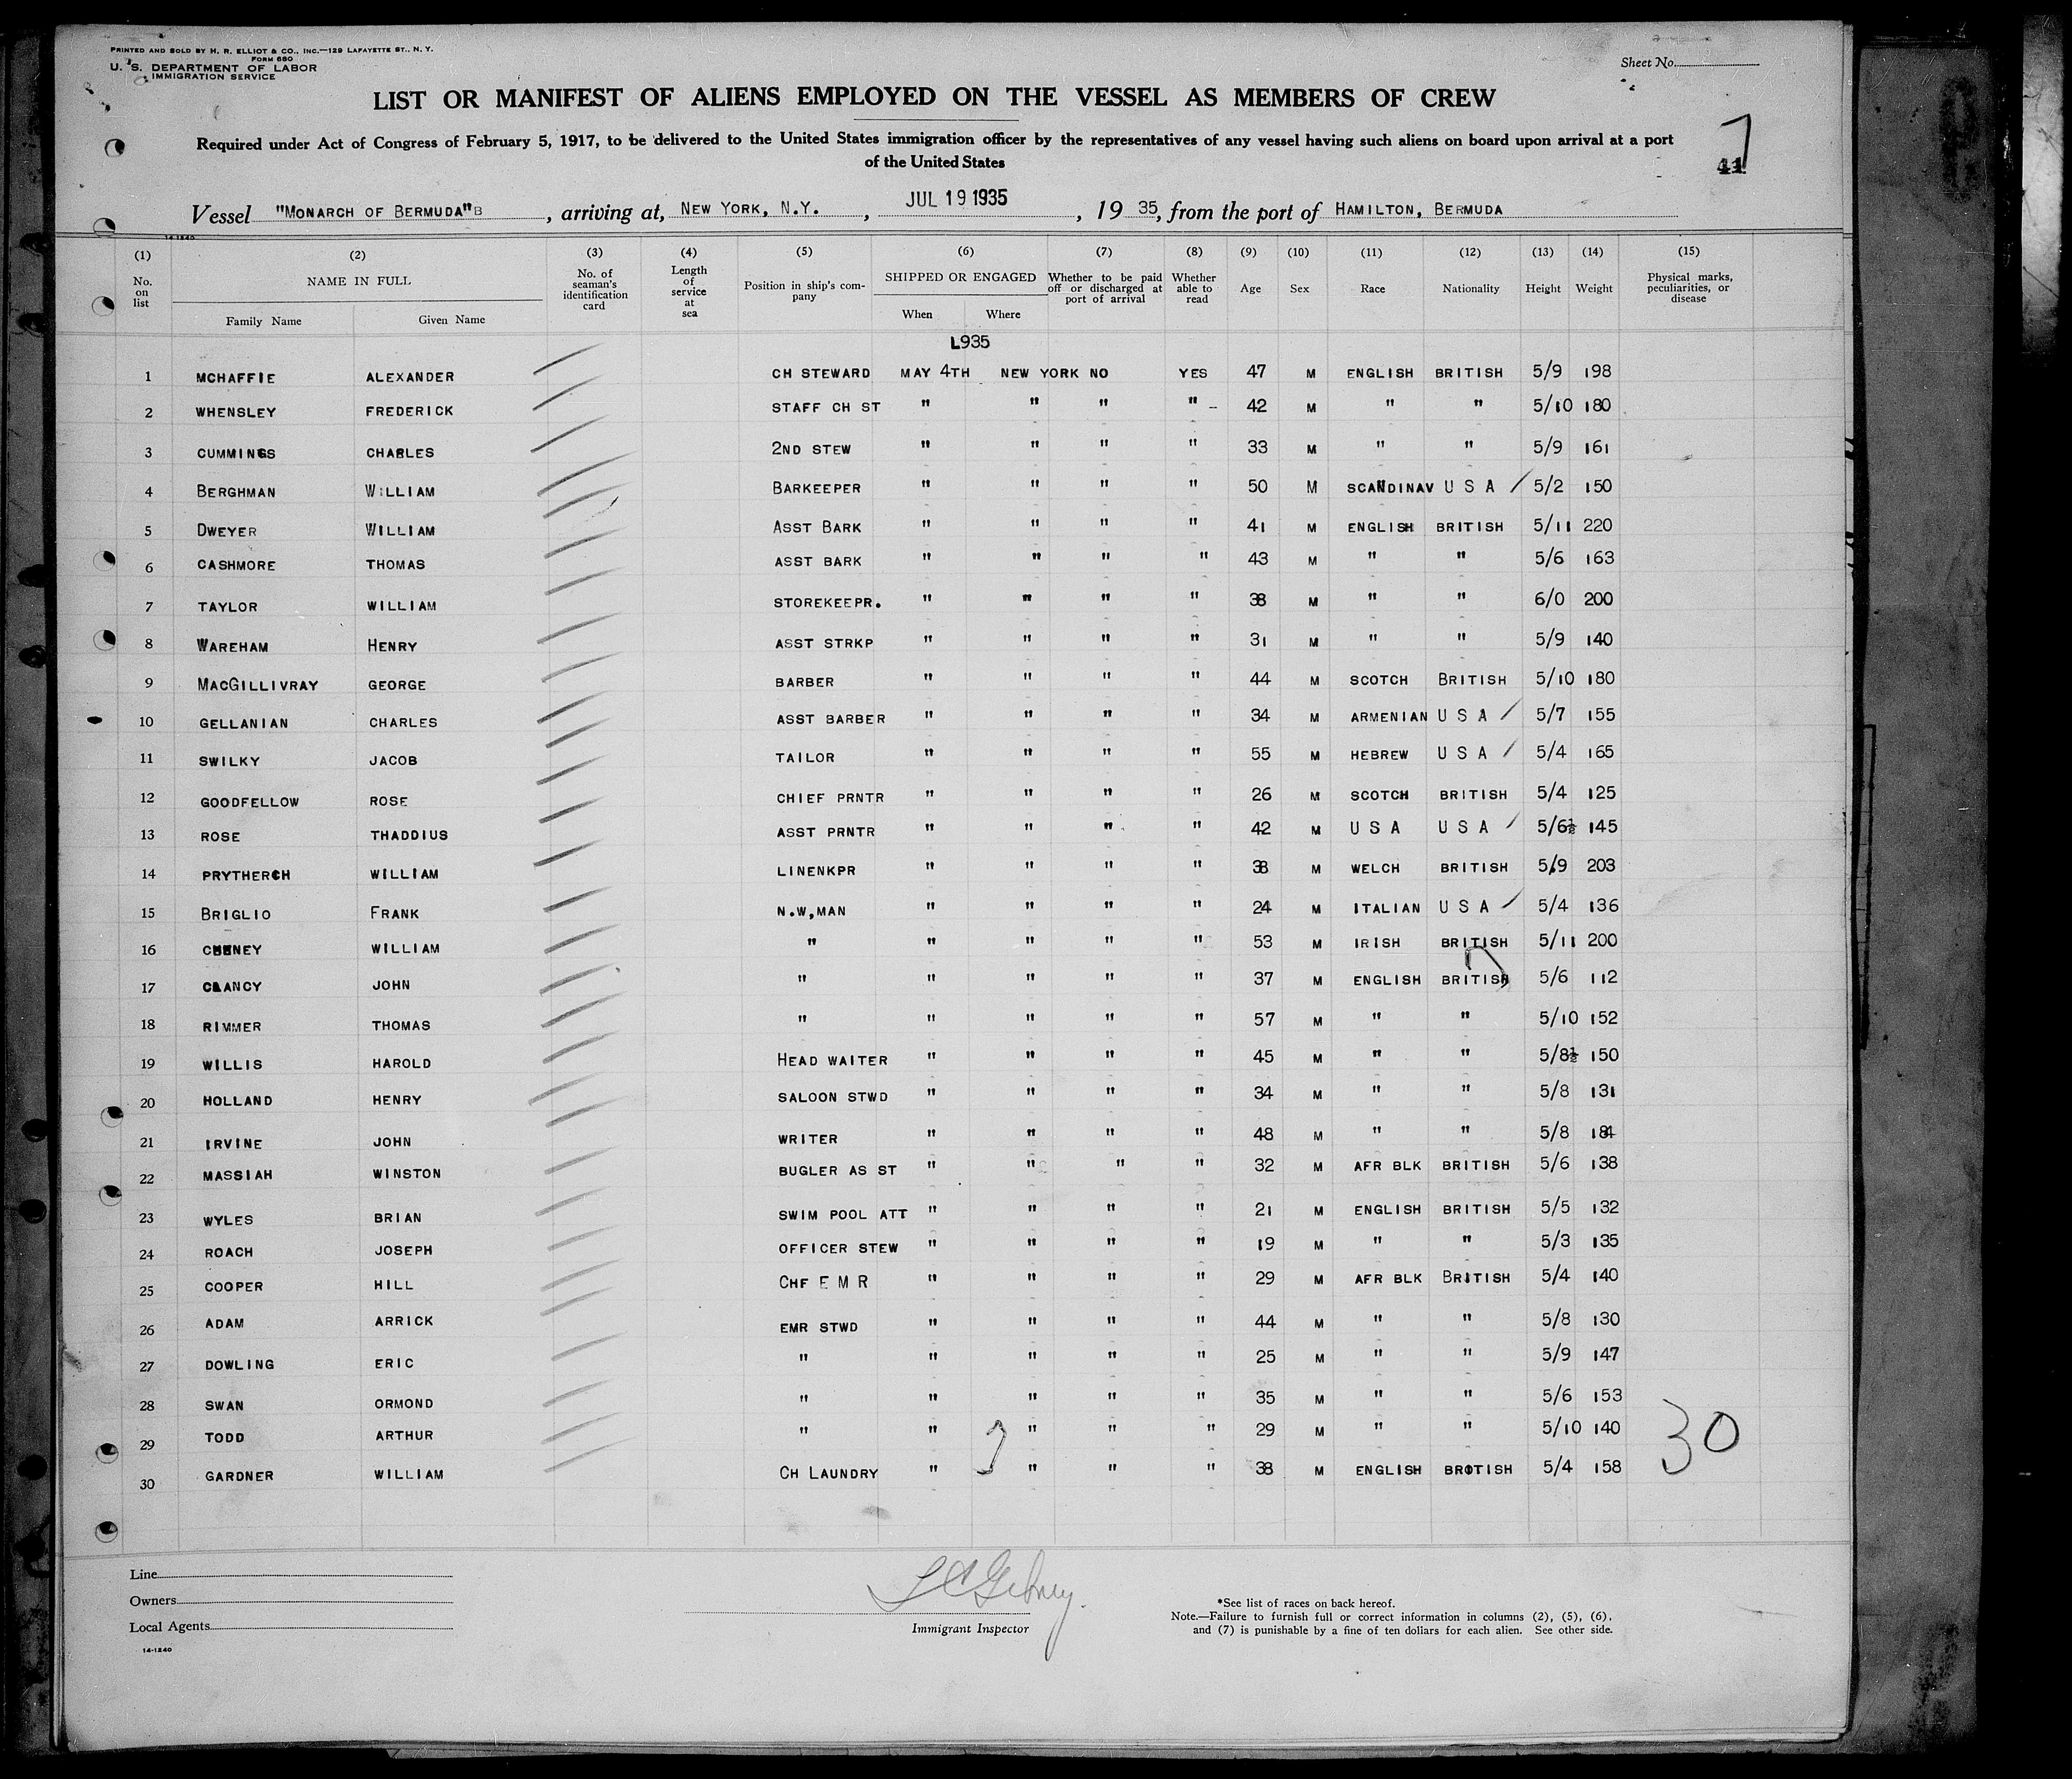 PRINTED AND SOLD BY H. R. ELLIOT & CO., INC.—129 LAFAYETTE ST., N. Y.
FORM 680
U. S. DEPARTMENT OF LABOR
IMMIGRATION SERVICE
Sheet No.
LIST OR MANIFEST OF ALIENS EMPLOYED ON THE VESSEL AS MEMBERS OF CREW
Required under Act of Congress of February 5, 1917, to be delivered to the United States immigration officer by the representatives of any vessel having such aliens on board upon arrival at a port
of the United States
7
41
Vessel "MONARCH OF BERMUDA"B, arriving at, NEW YORK, N.Y., JUL 19 1935, 19 35, from the port of HAMILTON, BERMUDA
14-1240
(1) (2) (3) (4) (5) (6) (7) (8) (9) (10) (11) (12) (13) (14) (15)
No. on list NAME IN FULL Family Name Given Name No. of seaman's identification card Length of service at sea Position in ship's company SHIPPED OR ENGAGED When Where Whether to be paid off or discharged at port of arrival Whether able to read Age Sex Race Nationality Height Weight Physical marks, peculiarities, or disease
L935
1 MCHAFFIE ALEXANDER CH STEWARD MAY 4TH NEW YORK NO YES 47 M ENGLISH BRITISH 5/9 198
2 WHENSLEY FREDERICK STAFF CH ST " " " " 42 M " " 5/10 180
3 CUMMINGS CHARLES 2ND STEW " " " " 33 M " " 5/9 161
4 BERGHMAN WILLIAM BARKEEPER " " " " 50 M SCANDINAV U S A 5/2 150
5 DWEYER WILLIAM ASST BARK " " " " 41 M ENGLISH BRITISH 5/11 220
6 CASHMORE THOMAS ASST BARK " " " " 43 M " " 5/6 163
7 TAYLOR WILLIAM STOREKEEPR. " " " " 38 M " " 6/0 200
8 WAREHAM HENRY ASST STRKP " " " " 31 M " " 5/9 140
9 MACGILLIVRAY GEORGE BARBER " " " " 44 M SCOTCH BRITISH 5/10 180
10 GELLANIAN CHARLES ASST BARBER " " " " 34 M ARMENIAN U S A 5/7 155
11 SWILKY JACOB TAILOR " " " " 55 M HEBREW U S A 5/4 165
12 GOODFELLOW ROSE CHIEF PRNTR " " " " 26 M SCOTCH BRITISH 5/4 125
13 ROSE THADDIUS ASST PRNTR " " " " 42 M U S A U S A 5/6½ 145
14 PRYTHERCH WILLIAM LINENKPR " " " " 38 M WELCH BRITISH 5/9 203
15 BRIGLIO FRANK N.W,MAN " " " " 24 M ITALIAN U S A 5/4 136
16 WILLIAM " " " " " 53 M IRISH BRITISH 5/11 200
17 CLANCY JOHN " " " " " 37 M ENGLISH BRITISH 5/6 112
18 RIMMER THOMAS " " " " " 57 M " " 5/10 152
19 WILLIS HAROLD HEAD WAITER " " " " 45 M " " 5/8½ 150
20 HOLLAND HENRY SALOON STWD " " " " 34 M " " 5/8 131
21 IRVINE JOHN WRITER " " " " 48 M " " 5/8 184
22 MASSIAH WINSTON BUGLER AS ST " " " " 32 M AFR BLK BRITISH 5/6 138
23 WYLES BRIAN SWIM POOL ATT " " " " 21 M ENGLISH BRITISH 5/5 132
24 ROACH JOSEPH OFFICER STEW " " " " 19 M " " 5/3 135
25 COOPER HILL CHF E M R " " " " 29 M AFR BLK BRITISH 5/4 140
26 ADAM ARRICK EMR STWD " " " " 44 M " " 5/8 130
27 DOWLING ERIC " " " " " 25 M " " 5/9 147
28 SWAN ORMOND " " " " " 35 M " " 5/6 153
29 TODD ARTHUR " " " " " 29 M " " 5/10 140
30 GARDNER WILLIAM CH LAUNDRY " " " " 38 M ENGLISH BROTISH 5/4 158
30
Line
Owners
Local Agents
14-1240
Immigrant Inspector
*See list of races on back hereof.
Note.—Failure to furnish full or correct information in columns (2), (5), (6),
and (7) is punishable by a fine of ten dollars for each alien. See other side.